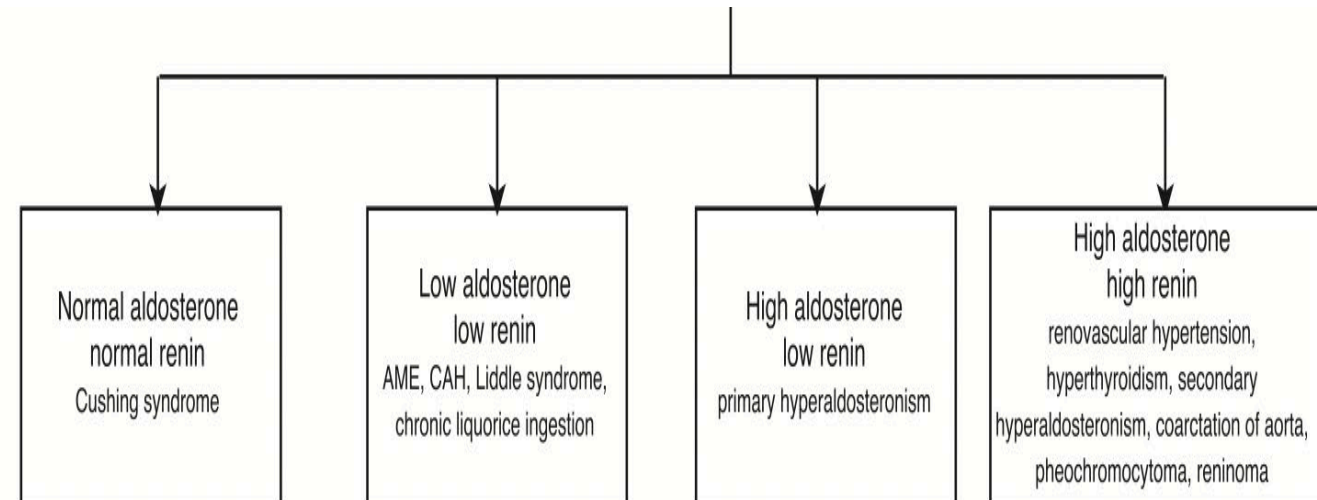 Normal aldosterone
normal renin
Cushing syndrome
Low aldosterone
low renin
AME, CAH, Liddle syndrome,
chronic liquorice ingestion
High aldosterone
low renin
primary hyperaldosteronism
High aldosterone
high renin
renovascular hypertension,
hyperthyroidism, secondary
hyperaldosteronism, coarctation of aorta,
pheochromocytoma, reninoma